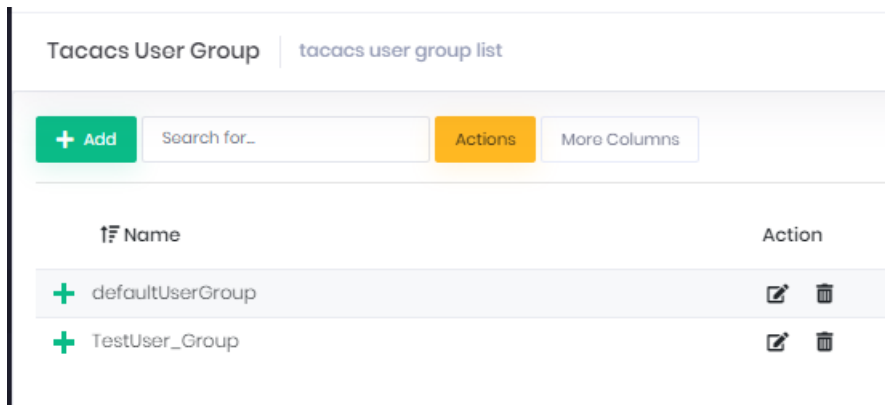 Tacacs User Group tacacs user group list
+ Add Search for... Actions More Columns
Name Action
defaultUserGroup
TestUser_Group